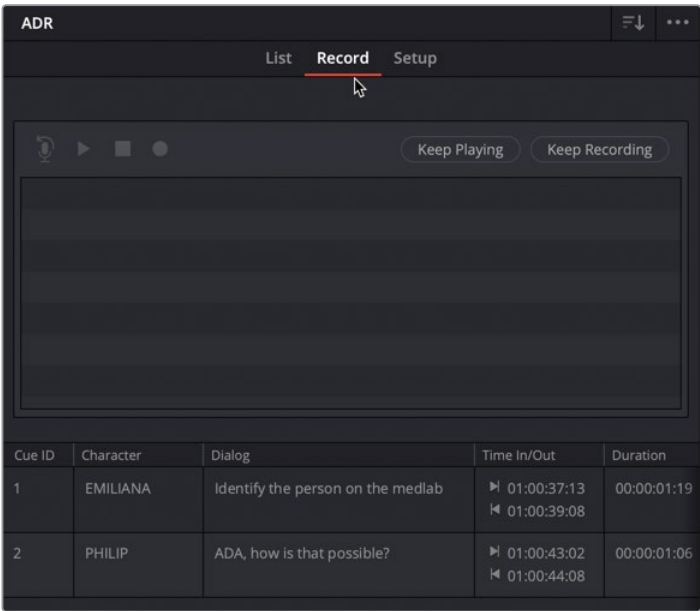 ADR
List Record Setup
Keep Playing Keep Recording
Cue ID Character Dialog Time In/Out Duration
1 EMILIANA Identify the person on the medlab 01:00:37:13 00:00:01:19
01:00:39:08
2 PHILIP ADA, how is that possible? 01:00:43:02 00:00:01:06
01:00:44:08